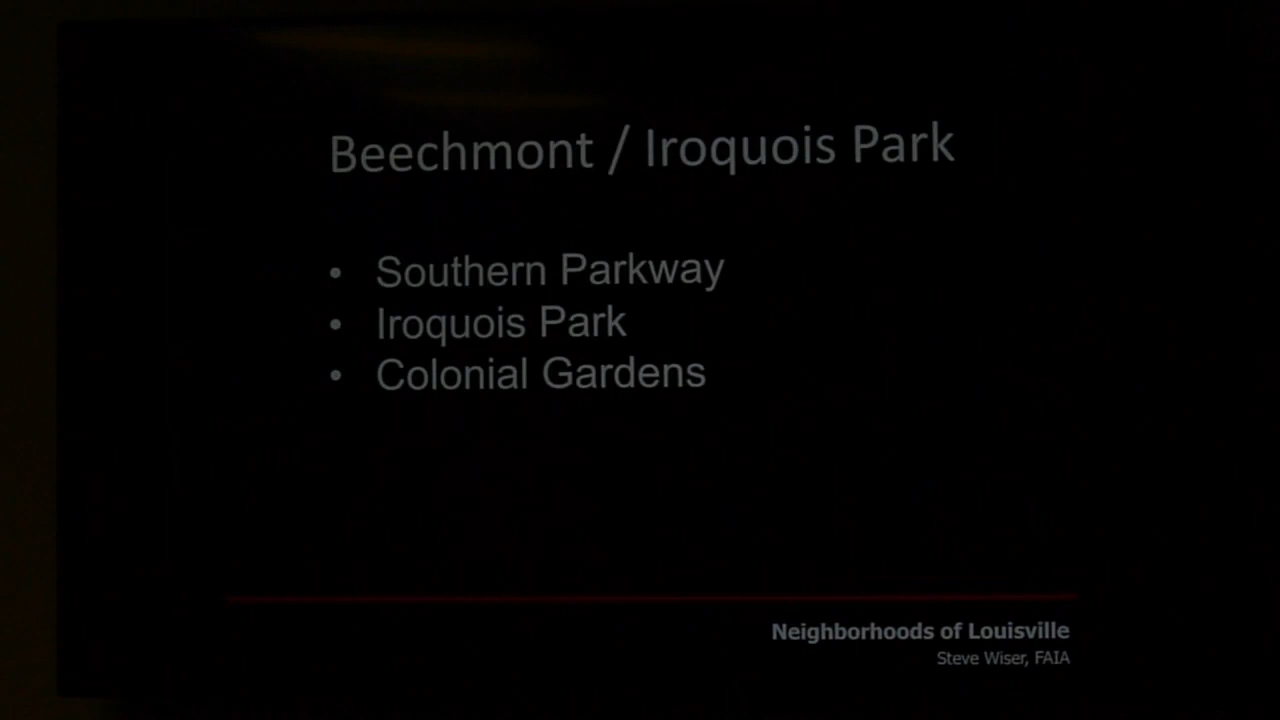 Beechmont / Iroquois Park
• Southern Parkway
• Iroquois Park
• Colonial Gardens
Neighborhoods of Louisville
Steve Wiser, FAIA